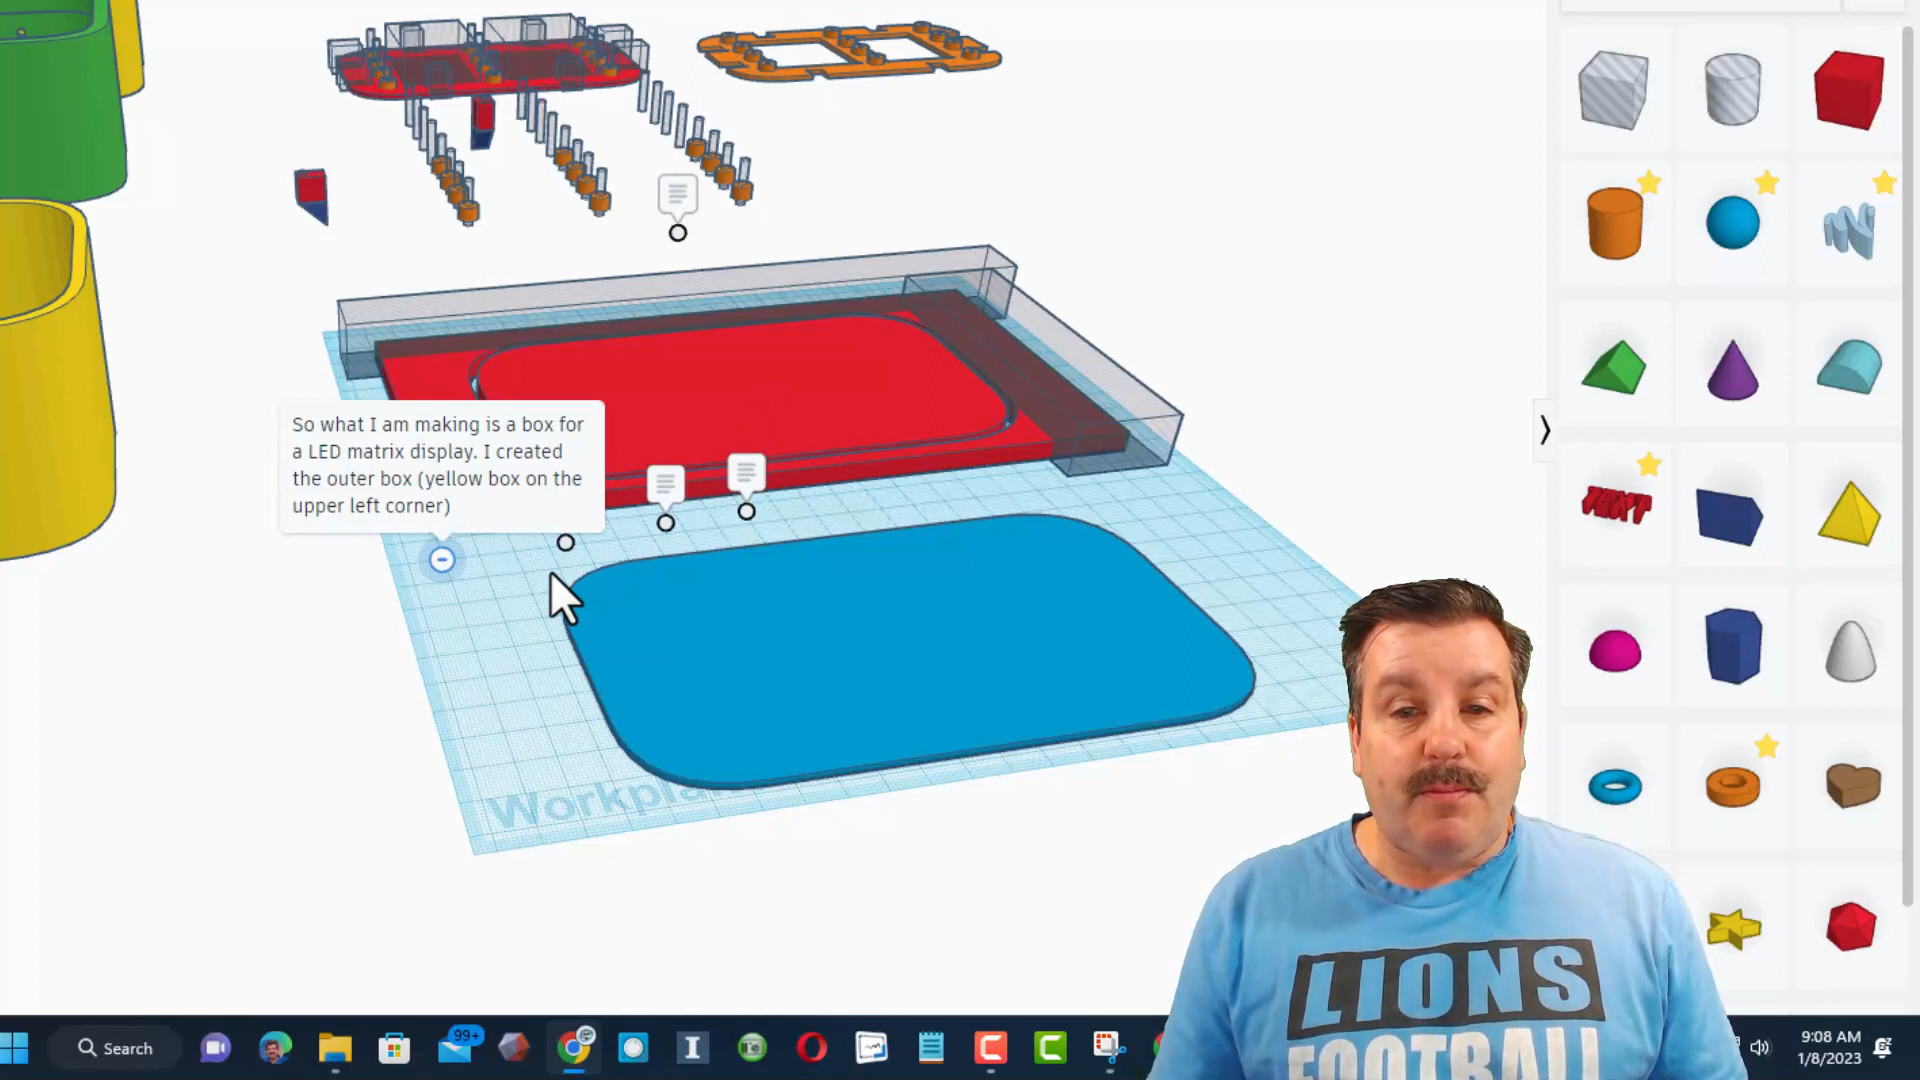 TEXT
So what I am making is a box for
a LED matrix display. I created
the outer box (yellow box on the
upper left corner)
LIONS
FOOTBALL
99+
Search
9:08 AM
1/8/2023